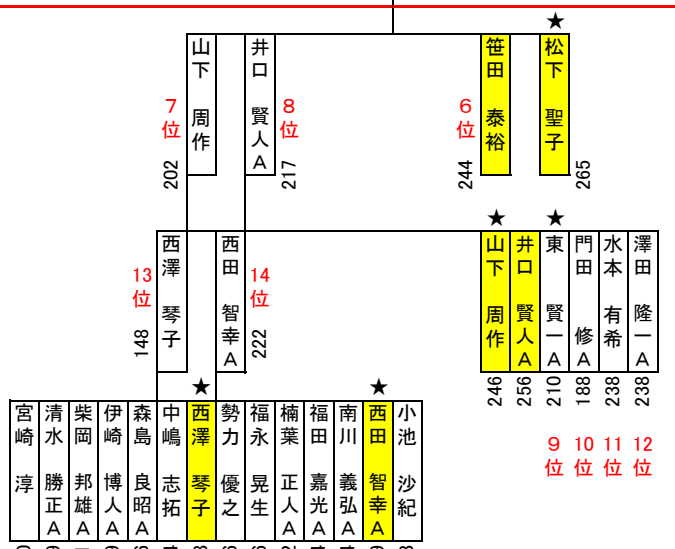 ★
山下 周作
井口 賢人A
笹田 泰裕
松下 聖子
7位
8位
6位
202
217
244
265
★ ★
西澤 琴子
西田 智幸A
山下 周作
井口 賢人A
東 賢一A
門田 修A
水本 有希
澤田 隆一A
13位
14位
148
222
246
256
210
188
238
238
9位
10位
11位
12位
★ ★
宮崎 淳
清水 勝正A
柴岡 邦雄A
伊崎 博人A
森島 良昭A
中嶋 志拓
西澤 琴子
勢力 優之
福永 晃生
楠葉 正人A
福田 嘉光A
南川 義弘A
西田 智幸A
小池 沙紀